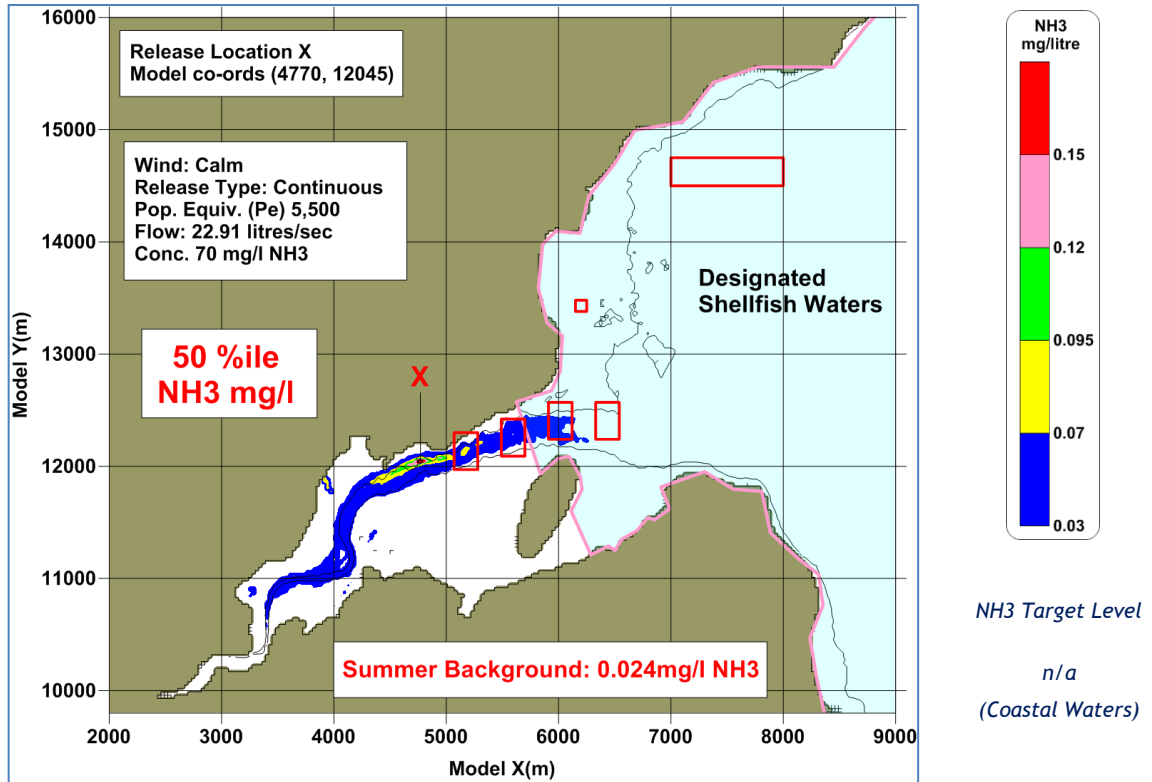 16000
15000
14000
13000
12000
11000
10000
Model Y(m)
Release Location X
Model co-ords (4770, 12045)
Wind: Calm
Release Type: Continuous
Pop. Equiv. (Pe) 5,500
Flow: 22.91 litres/sec
Conc. 70 mg/l NH3
50 %ile
NH3 mg/l
X
Designated
Shellfish Waters
Summer Background: 0.024mg/l NH3
2000 3000 4000 5000 6000 7000 8000 9000
Model X(m)
NH3
mg/litre
0.15
0.12
0.095
0.07
0.03
NH3 Target Level
n/a
(Coastal Waters)